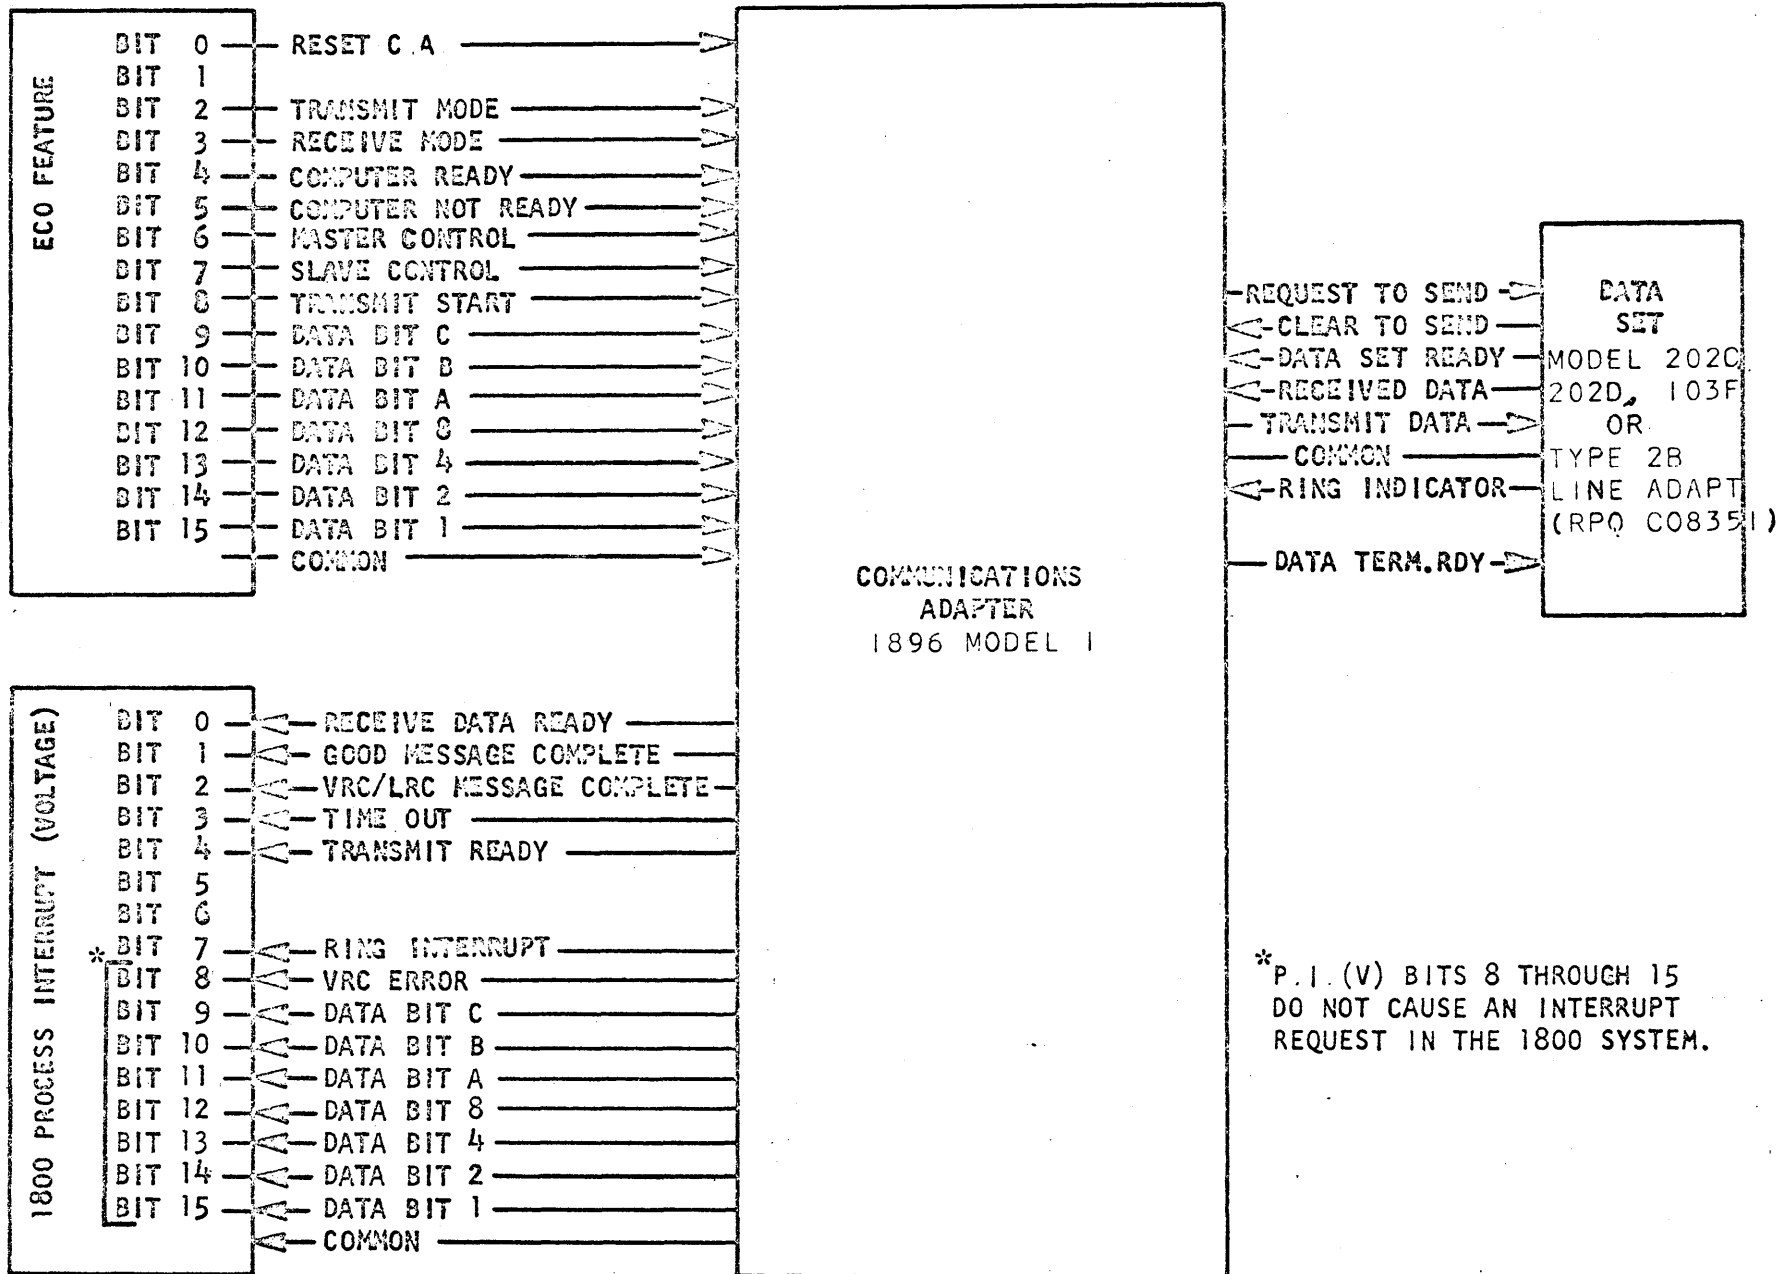 ECO FEATURE
BIT 0 RESET C.A
BIT 1
BIT 2 TRANSMIT MODE
BIT 3 RECEIVE MODE
BIT 4 COMPUTER READY
BIT 5 COMPUTER NOT READY
BIT 6 MASTER CONTROL
BIT 7 SLAVE CONTROL
BIT 8 TRANSMIT START
BIT 9 DATA BIT C
BIT 10 DATA BIT B
BIT 11 DATA BIT A
BIT 12 DATA BIT 8
BIT 13 DATA BIT 4
BIT 14 DATA BIT 2
BIT 15 DATA BIT 1
COMMON
COMMUNICATIONS
ADAPTER
1896 MODEL 1
REQUEST TO SEND
CLEAR TO SEND
DATA SET READY
RECEIVED DATA
TRANSMIT DATA
COMMON
RING INDICATOR
DATA TERM.RDY
DATA
SET
MODEL 202C
202D, 103F
OR
TYPE 2B
LINE ADAPT
(RPQ C08351)
1800 PROCESS INTERRUPT (VOLTAGE)
BIT 0 RECEIVE DATA READY
BIT 1 GOOD MESSAGE COMPLETE
BIT 2 VRC/LRC MESSAGE COMPLETE
BIT 3 TIME OUT
BIT 4 TRANSMIT READY
BIT 5
BIT 6
* BIT 7 RING INTERRUPT
BIT 8 VRC ERROR
BIT 9 DATA BIT C
BIT 10 DATA BIT B
BIT 11 DATA BIT A
BIT 12 DATA BIT 8
BIT 13 DATA BIT 4
BIT 14 DATA BIT 2
BIT 15 DATA BIT 1
COMMON
*P.I.(V) BITS 8 THROUGH 15
DO NOT CAUSE AN INTERRUPT
REQUEST IN THE 1800 SYSTEM.